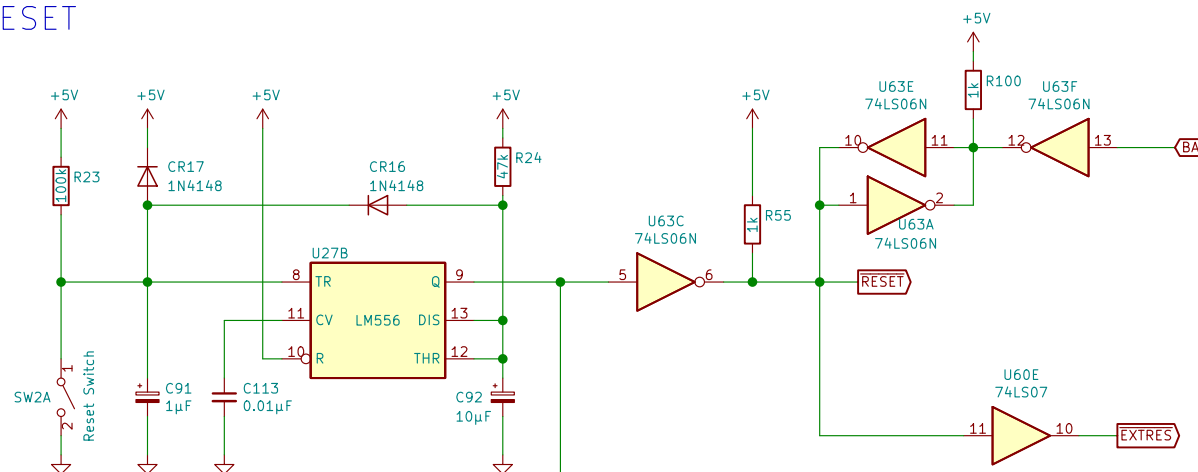 ESET
+5V
+5V
+5V
+5V
+5V
+5V
100k
R23
CR17
1N4148
CR16
1N4148
47k
R24
1k
R55
1k
R100
U63E
74LS06N
10
11
U63F
74LS06N
12
13
BA
1
2
U63A
74LS06N
U63C
74LS06N
5
6
RESET
U27B
LM556
8
TR
11
CV
10
R
Q
9
DIS
13
THR
12
SW2A
1
2
Reset Switch
+
C91
1µF
C113
0.01µF
+
C92
10µF
U60E
74LS07
11
10
EXTRES